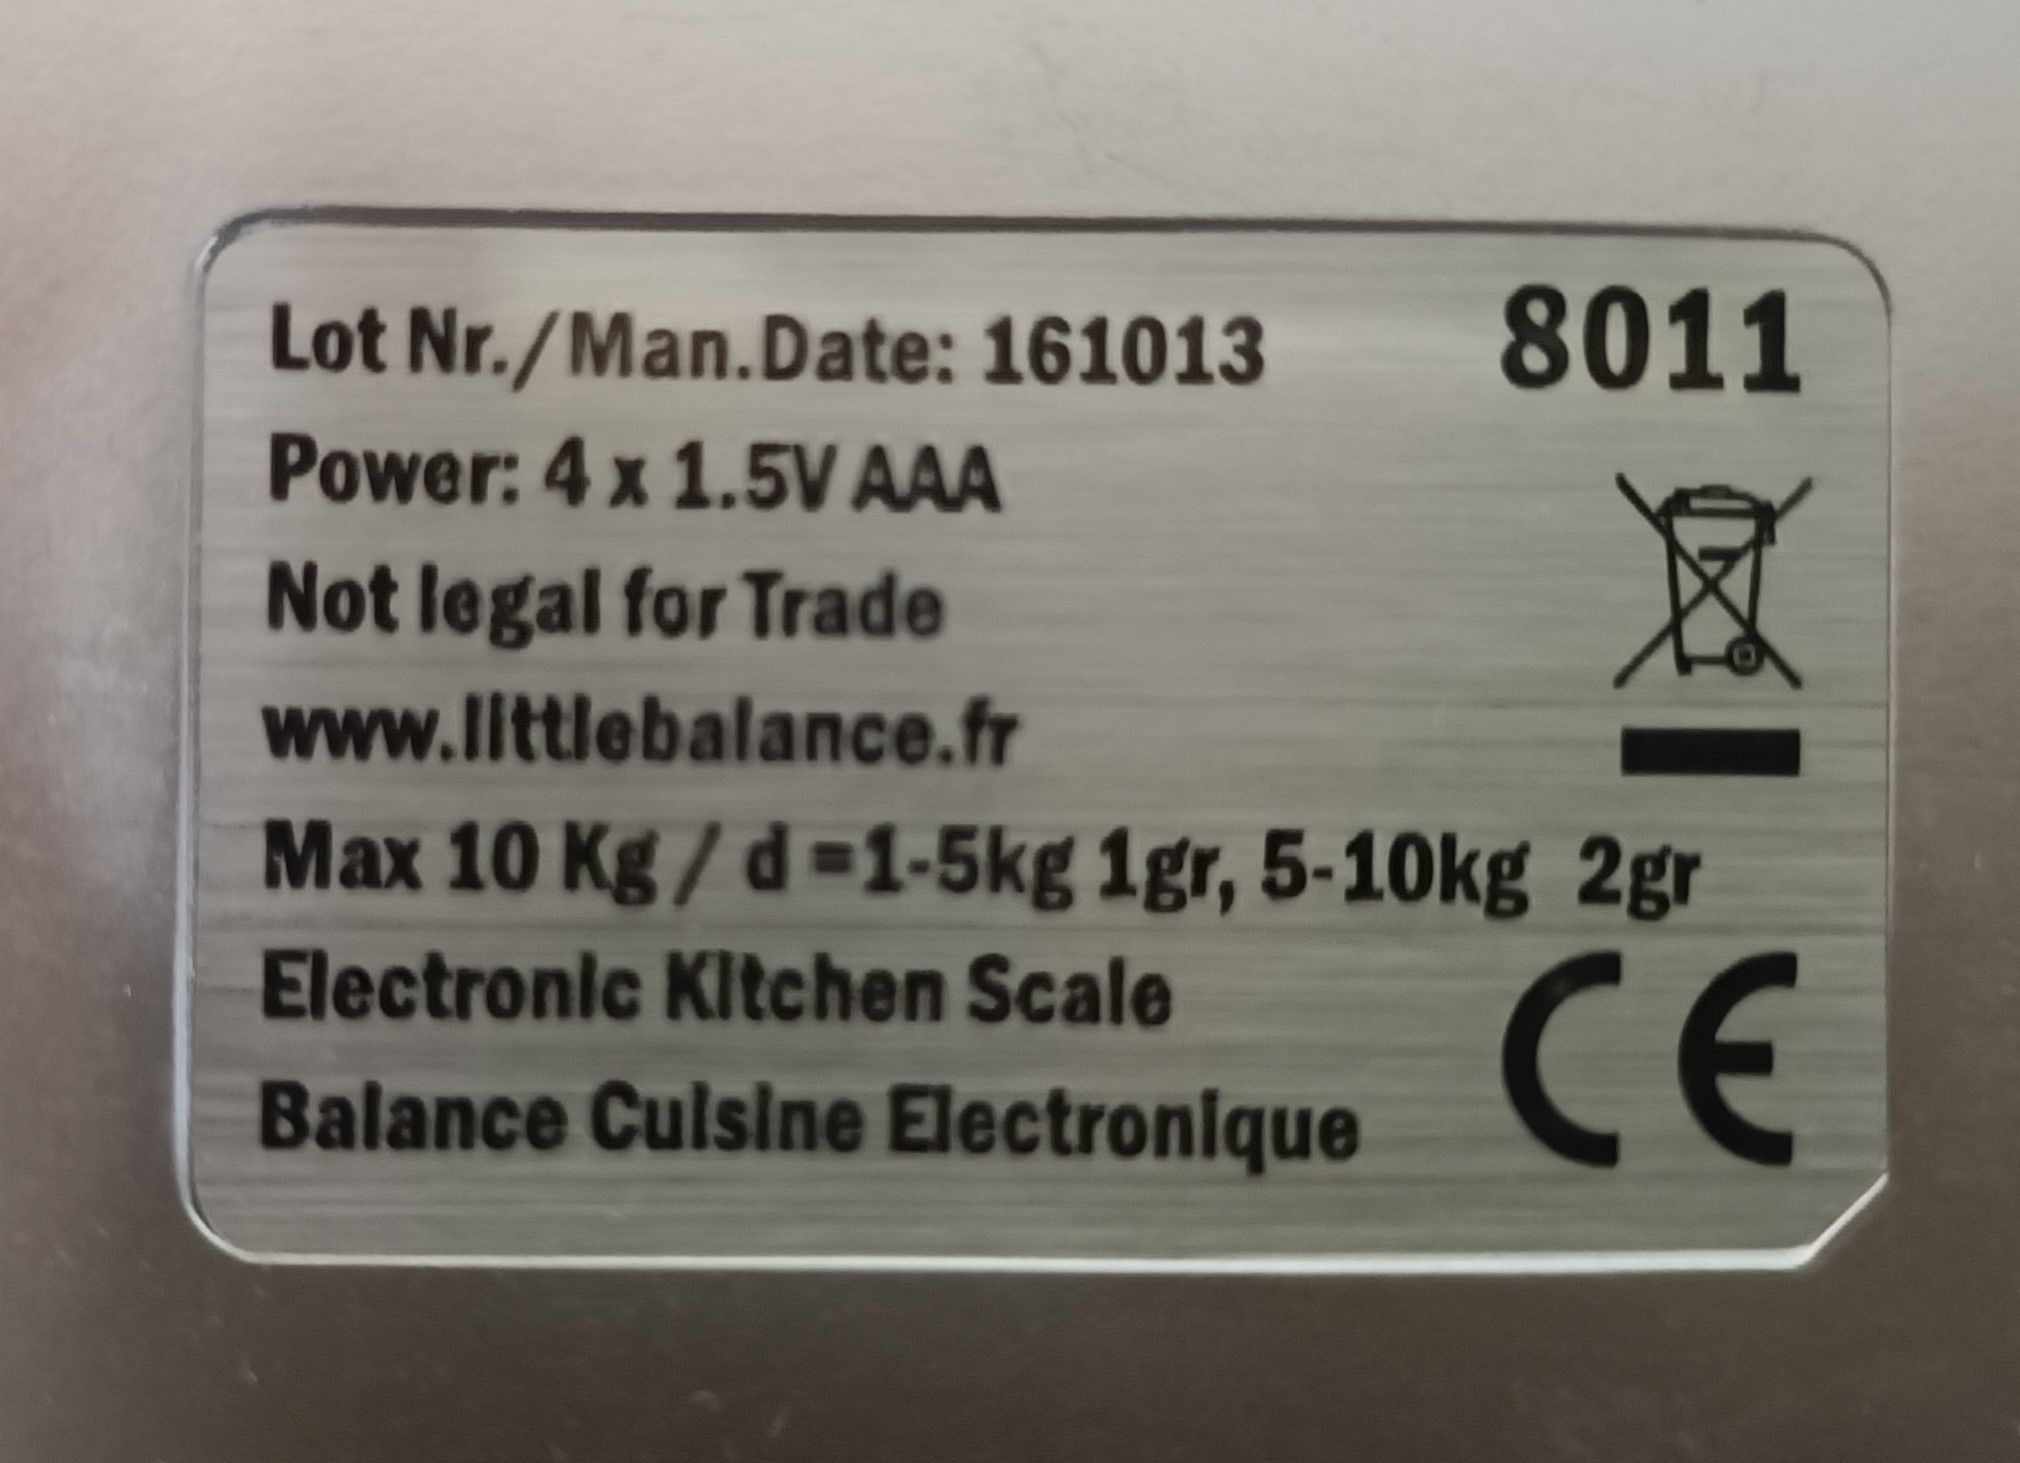 Lot Nr./Man.Date: 161013
8011
Power: 4 x 1.5V AAA
Not legal for Trade
www.littlebalance.fr
Max 10 Kg / d =1-5kg 1gr, 5-10kg 2gr
Electronic Kitchen Scale
Balance Cuisine Electronique
CE